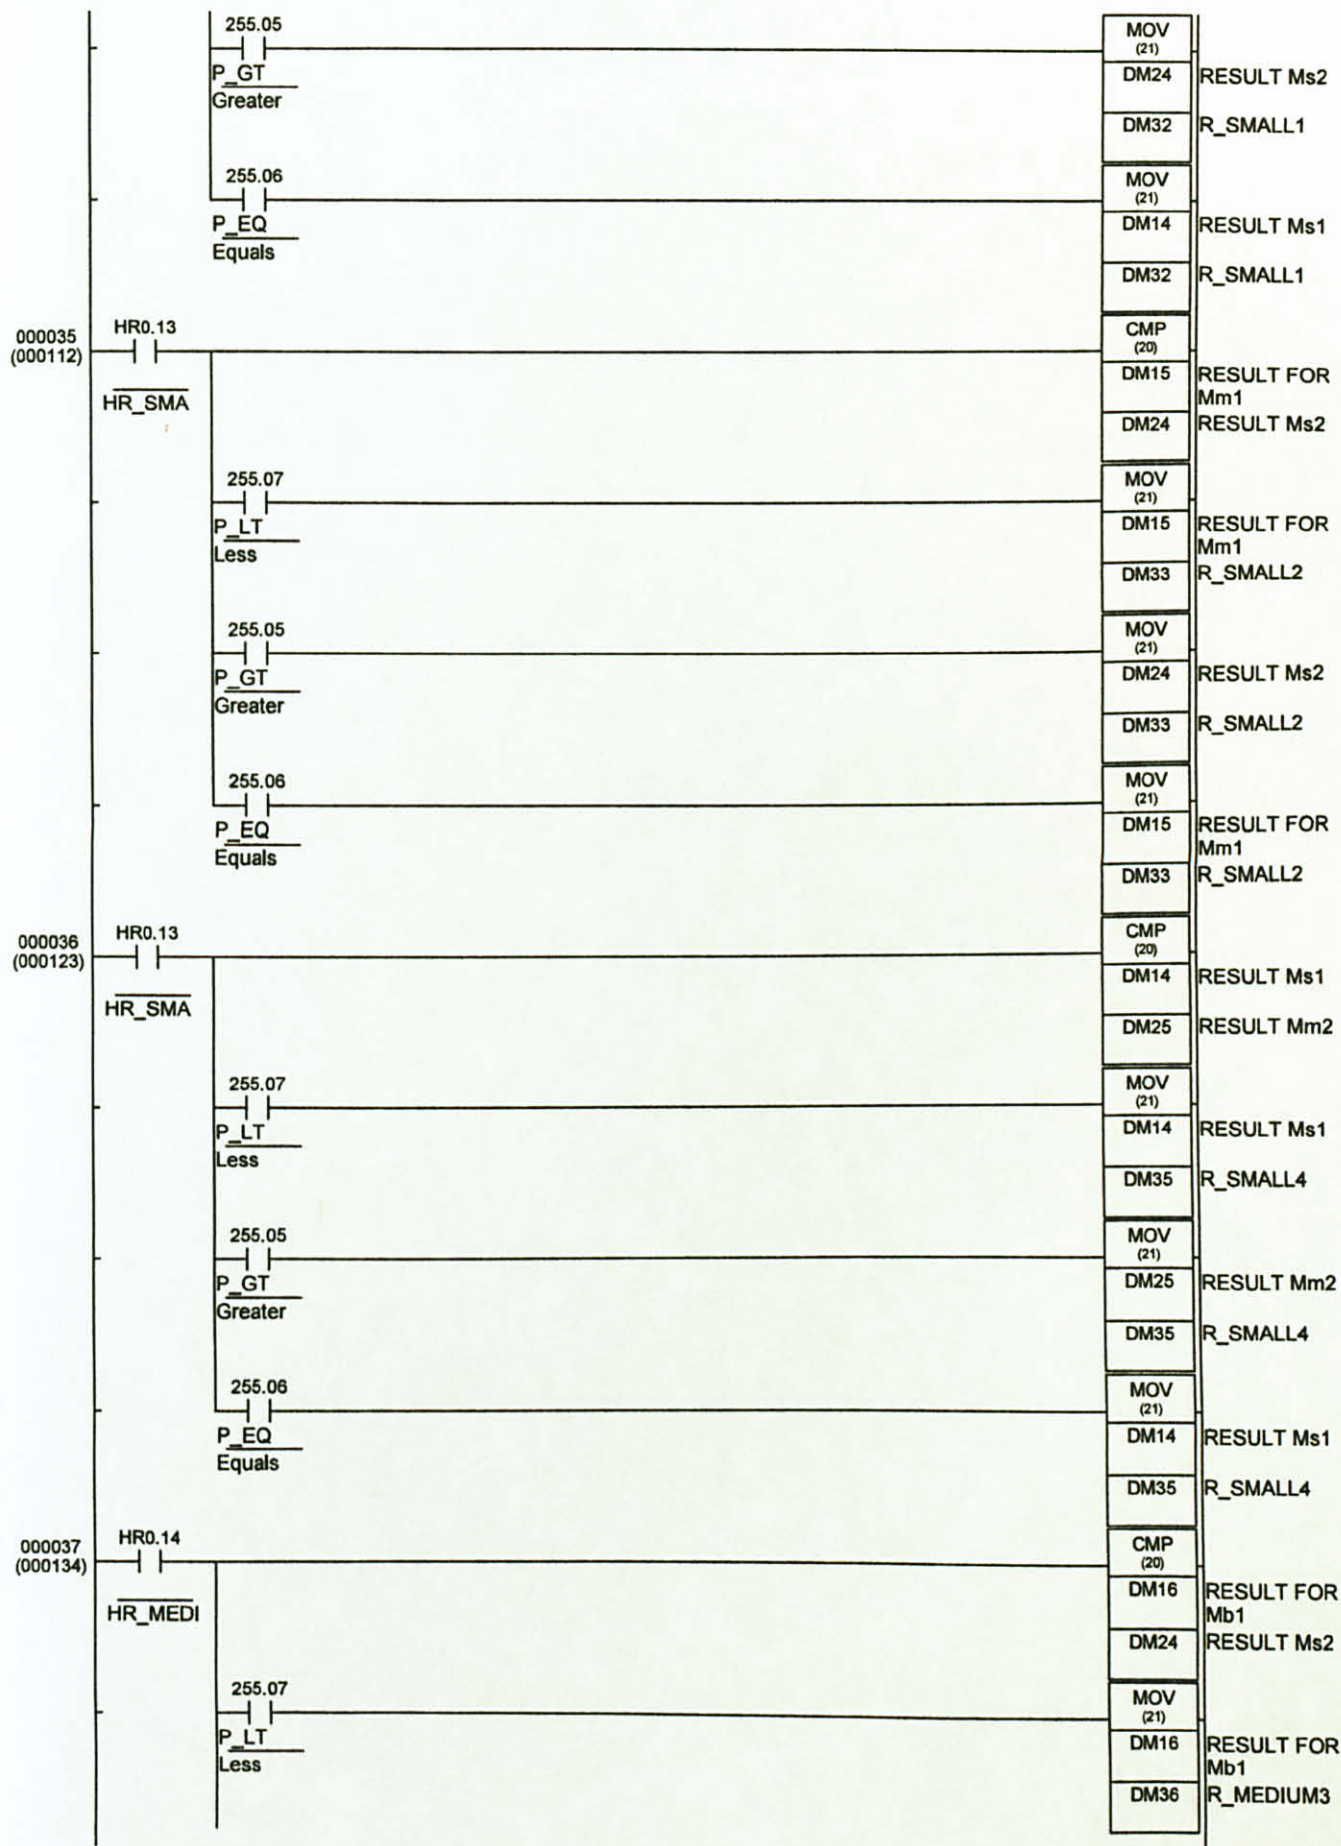 255.05
MOV
(21)
P_GT
Greater
DM24 RESULT Ms2
DM32 R_SMALL1
255.06
MOV
(21)
P_EQ
Equals
DM14 RESULT Ms1
DM32 R_SMALL1
000035
(000112)
HR0.13
HR_SMA
CMP
(20)
DM15 RESULT FOR
Mm1
DM24 RESULT Ms2
255.07
P_LT
Less
MOV
(21)
DM15 RESULT FOR
Mm1
DM33 R_SMALL2
255.05
P_GT
Greater
MOV
(21)
DM24 RESULT Ms2
DM33 R_SMALL2
255.06
P_EQ
Equals
MOV
(21)
DM15 RESULT FOR
Mm1
DM33 R_SMALL2
000036
(000123)
HR0.13
HR_SMA
CMP
(20)
DM14 RESULT Ms1
DM25 RESULT Mm2
255.07
P_LT
Less
MOV
(21)
DM14 RESULT Ms1
DM35 R_SMALL4
255.05
P_GT
Greater
MOV
(21)
DM25 RESULT Mm2
DM35 R_SMALL4
255.06
P_EQ
Equals
MOV
(21)
DM14 RESULT Ms1
DM35 R_SMALL4
000037
(000134)
HR0.14
HR_MEDI
CMP
(20)
DM16 RESULT FOR
Mb1
DM24 RESULT Ms2
255.07
P_LT
Less
MOV
(21)
DM16 RESULT FOR
Mb1
DM36 R_MEDIUM3